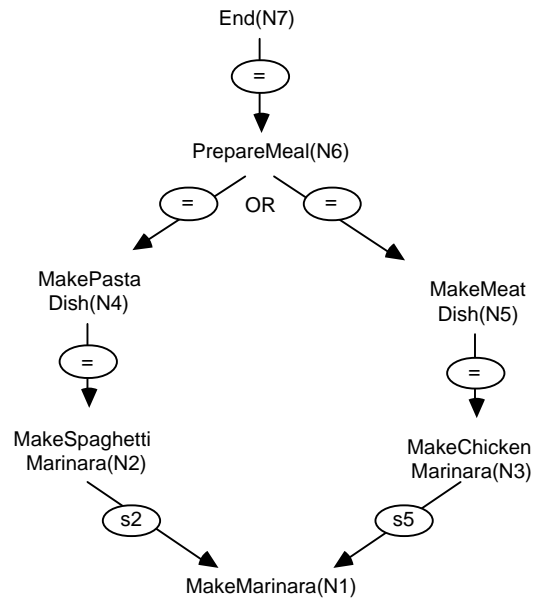 End(N7)
=
PrepareMeal(N6)
= OR =
MakePasta
Dish(N4)
MakeMeat
Dish(N5)
=
=
MakeSpaghetti
Marinara(N2)
MakeChicken
Marinara(N3)
s2
s5
MakeMarinara(N1)